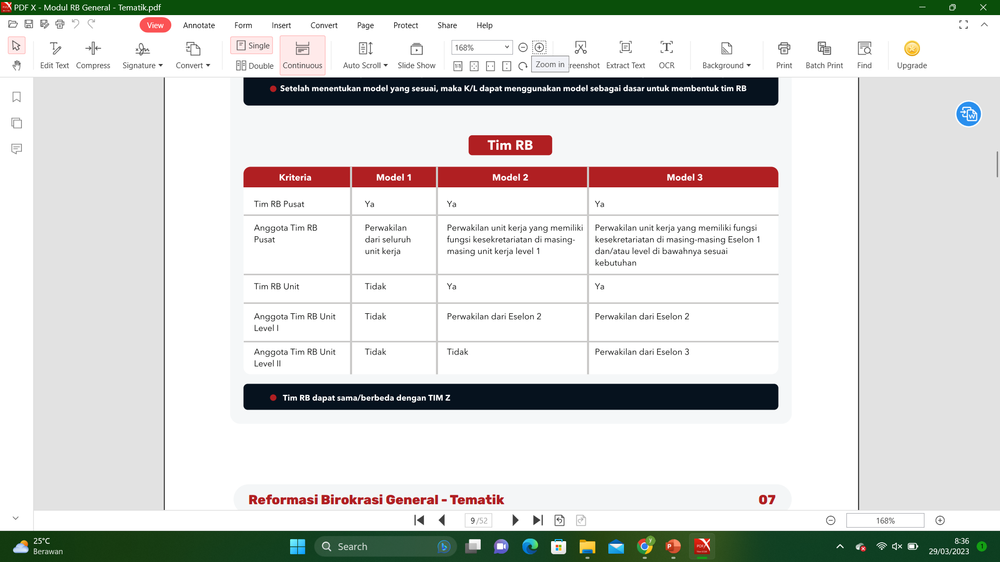 PDF X - Modul RB General - Tematik.pdf
View Annotate Form Insert Convert Page Protect Share Help
Edit Text Compress Signature Convert Single Double Continuous Auto Scroll Slide Show 168% Zoom in reenshot Extract Text OCR Background Print Batch Print Find Upgrade
Setelah menentukan model yang sesuai, maka K/L dapat menggunakan model sebagai dasar untuk membentuk tim RB
Tim RB
Kriteria Model 1 Model 2 Model 3
Tim RB Pusat Ya Ya Ya
Anggota Tim RB Perwakilan Perwakilan unit kerja yang memiliki Perwakilan unit kerja yang memiliki fungsi
Pusat dari seluruh fungsi kesekretariatan di masing- kesekretariatan di masing-masing Eselon 1
unit kerja masing unit kerja level 1 dan/atau level di bawahnya sesuai
kebutuhan
Tim RB Unit Tidak Ya Ya
Anggota Tim RB Unit Tidak Perwakilan dari Eselon 2 Perwakilan dari Eselon 2
Level I
Anggota Tim RB Unit Tidak Tidak Perwakilan dari Eselon 3
Level II
Tim RB dapat sama/berbeda dengan TIM Z
Reformasi Birokrasi General - Tematik 07
9 /52 168%
25°C
Berawan
Search
8:36
29/03/2023 1